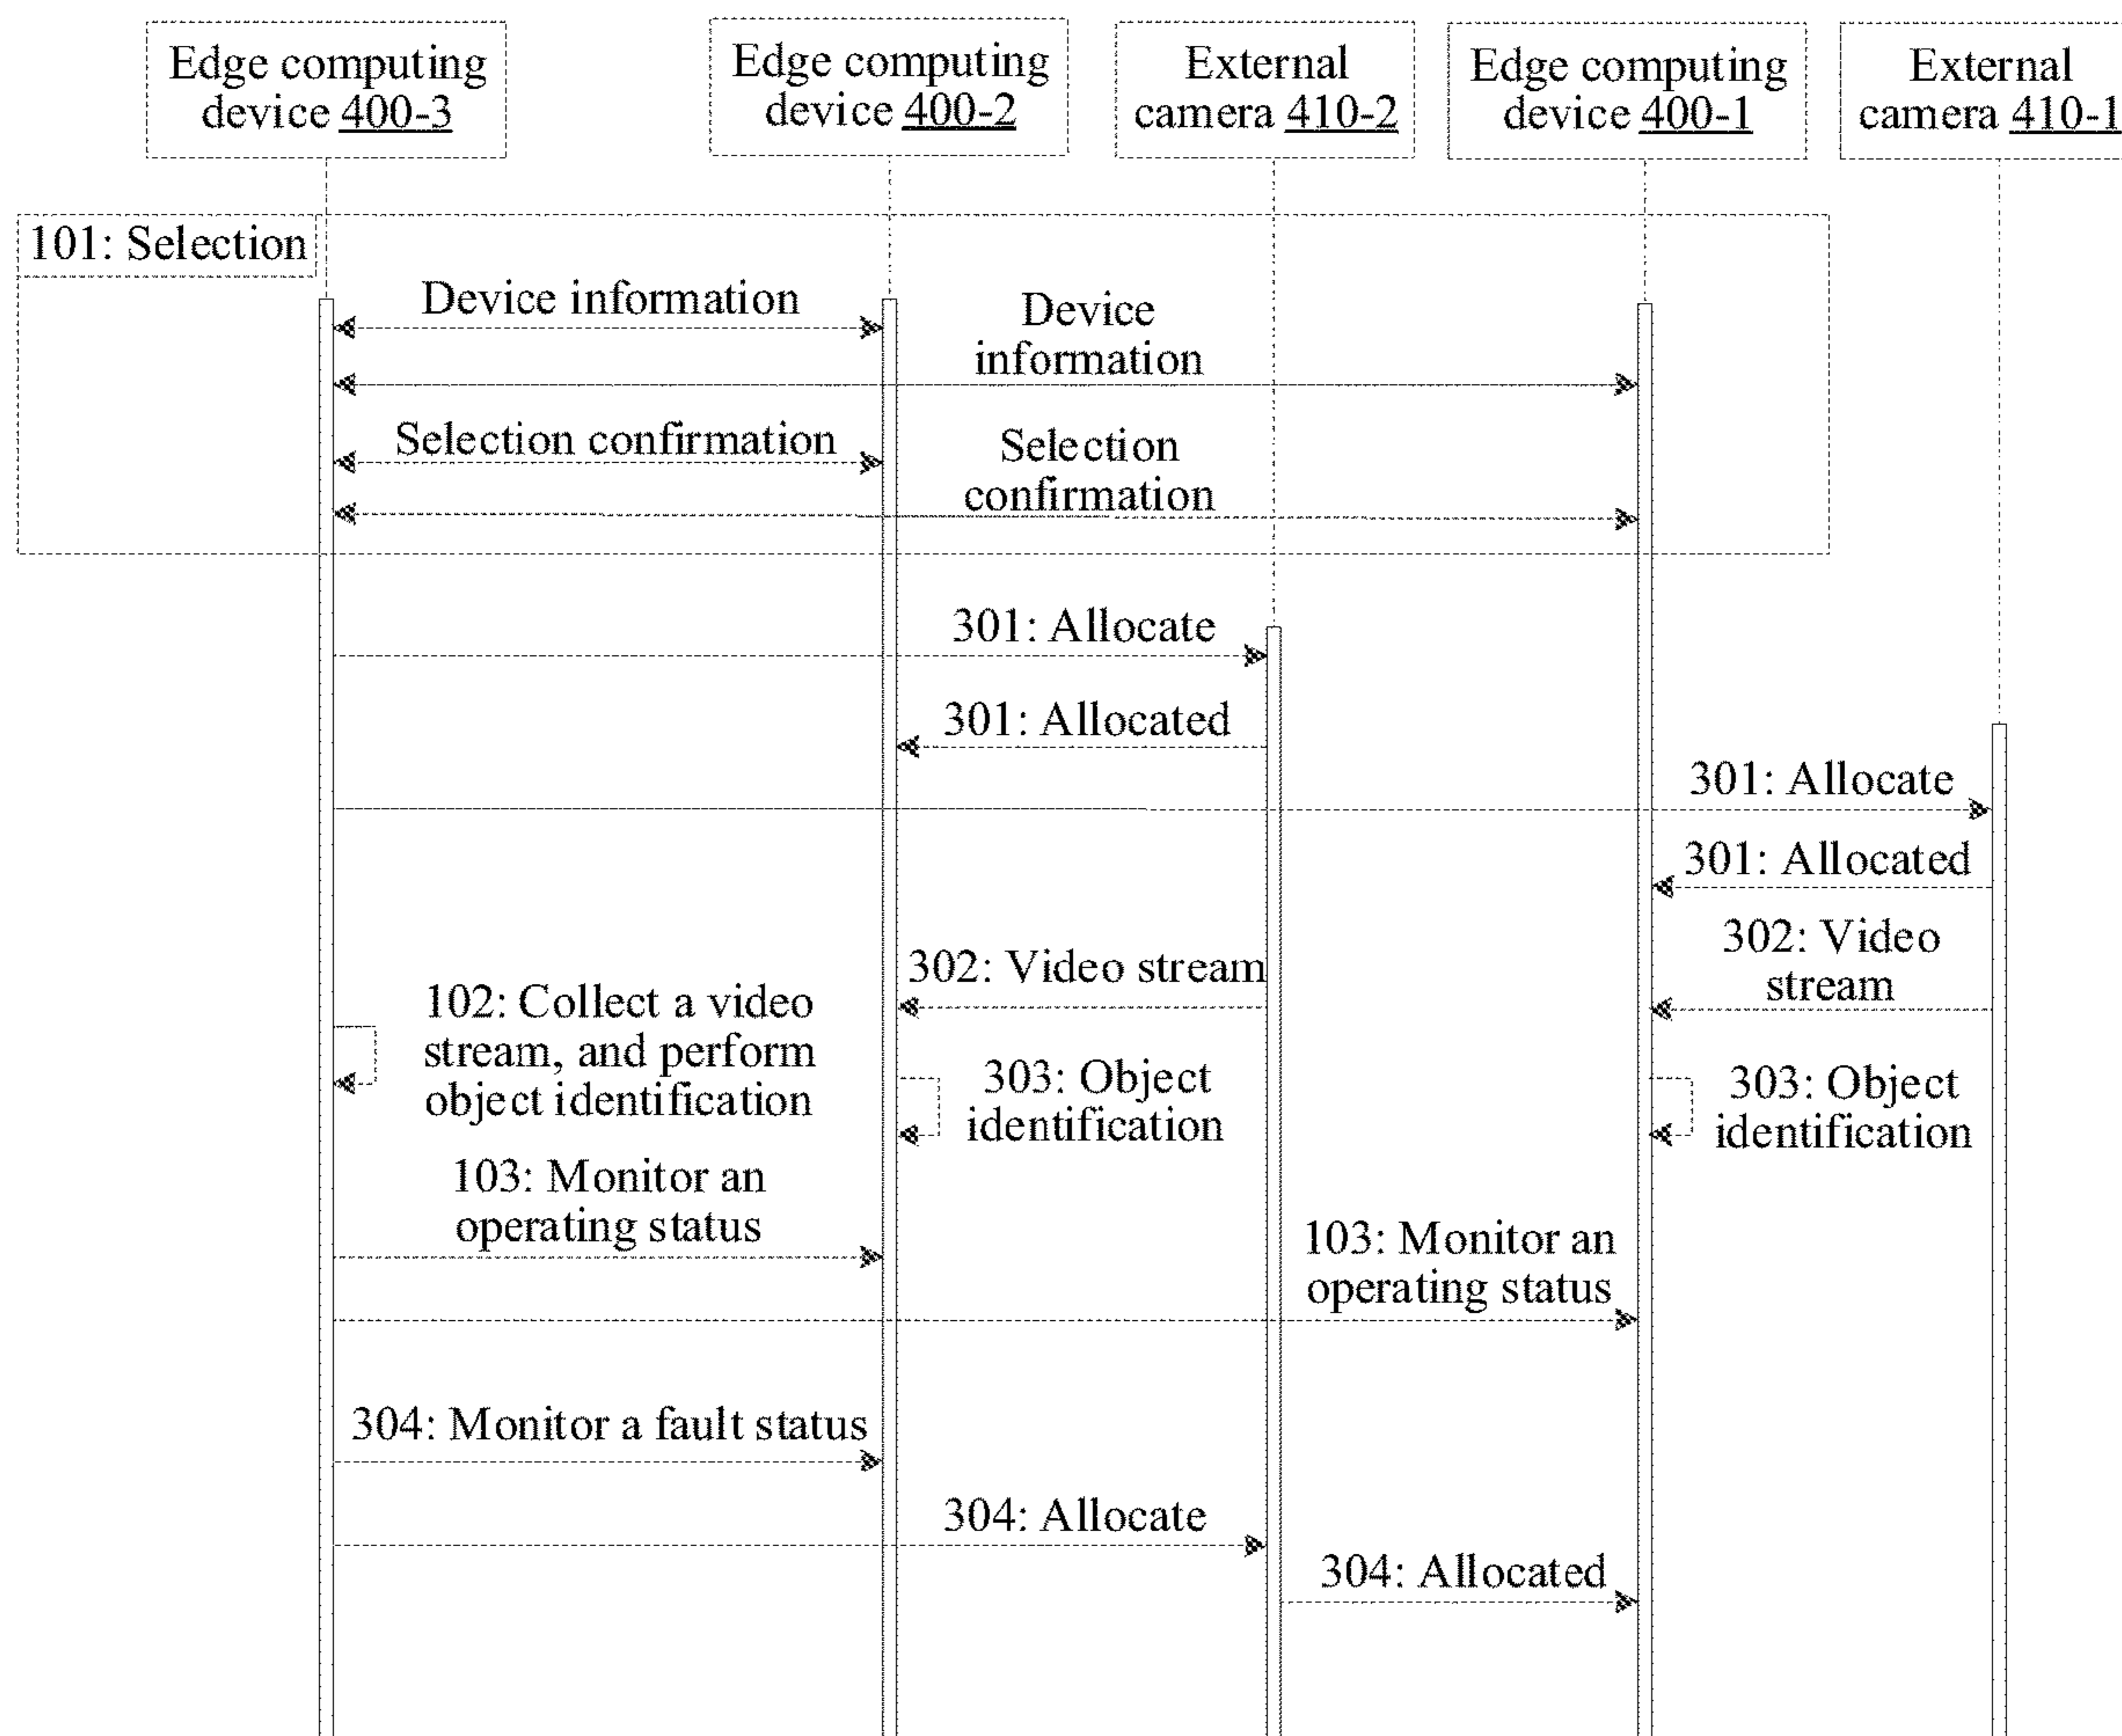 Edge computing
device 400-3
Edge computing
device 400-2
External
camera 410-2
Edge computing
device 400-1
External
camera 410-1
101: Selection
Device information
Device
information
Selection confirmation
Selection
confirmation
301: Allocate
301: Allocated
301: Allocate
301: Allocated
302: Video
stream
302: Video stream
102: Collect a video
stream, and perform
object identification
303: Object
identification
303: Object
identification
103: Monitor an
operating status
103: Monitor an
operating status
304: Monitor a fault status
304: Allocate
304: Allocated